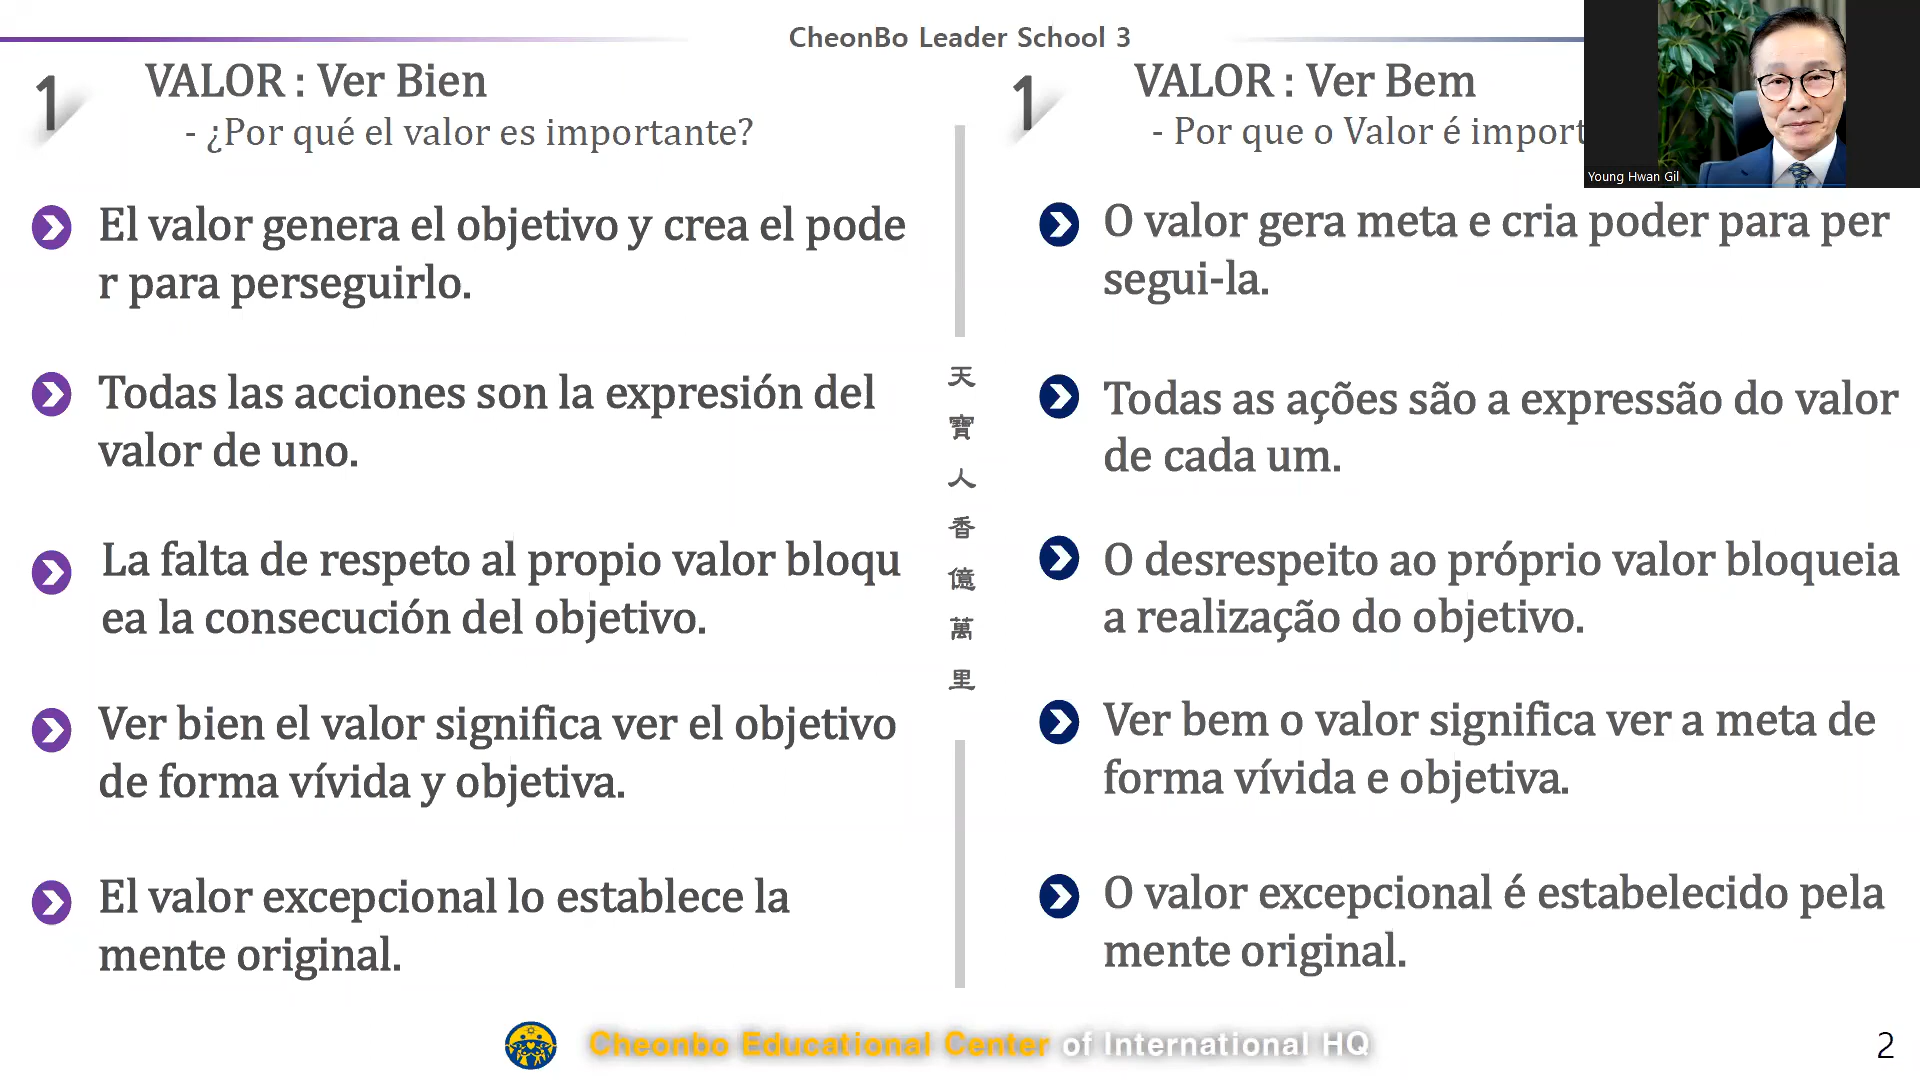 CheonBo Leader School 3
1
VALOR : Ver Bien
- ¿Por qué el valor es importante?
El valor genera el objetivo y crea el pode
r para perseguirlo.
Todas las acciones son la expresión del
valor de uno.
La falta de respeto al propio valor bloqu
ea la consecución del objetivo.
Ver bien el valor significa ver el objetivo
de forma vívida y objetiva.
El valor excepcional lo establece la
mente original.
天
寶
人
香
億
萬
里
1
VALOR : Ver Bem
- Por que o Valor é import
O valor gera meta e cria poder para per
segui-la.
Todas as ações são a expressão do valor
de cada um.
O desrespeito ao próprio valor bloqueia
a realização do objetivo.
Ver bem o valor significa ver a meta de
forma vívida e objetiva.
O valor excepcional é estabelecido pela
mente original.
Young Hwan Gil
Cheonbo Educational Center of International HQ
2